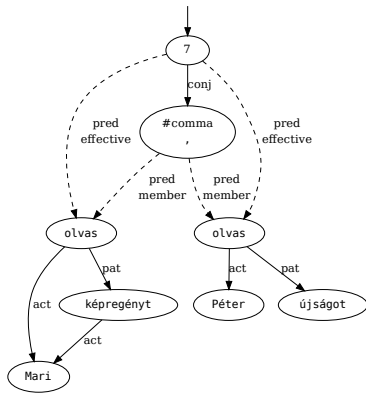 7
conj
pred
effective
pred
effective
#comma
,
pred
member
pred
member
olvas
olvas
act
pat
act
pat
képregényt
Péter
újságot
act
Mari